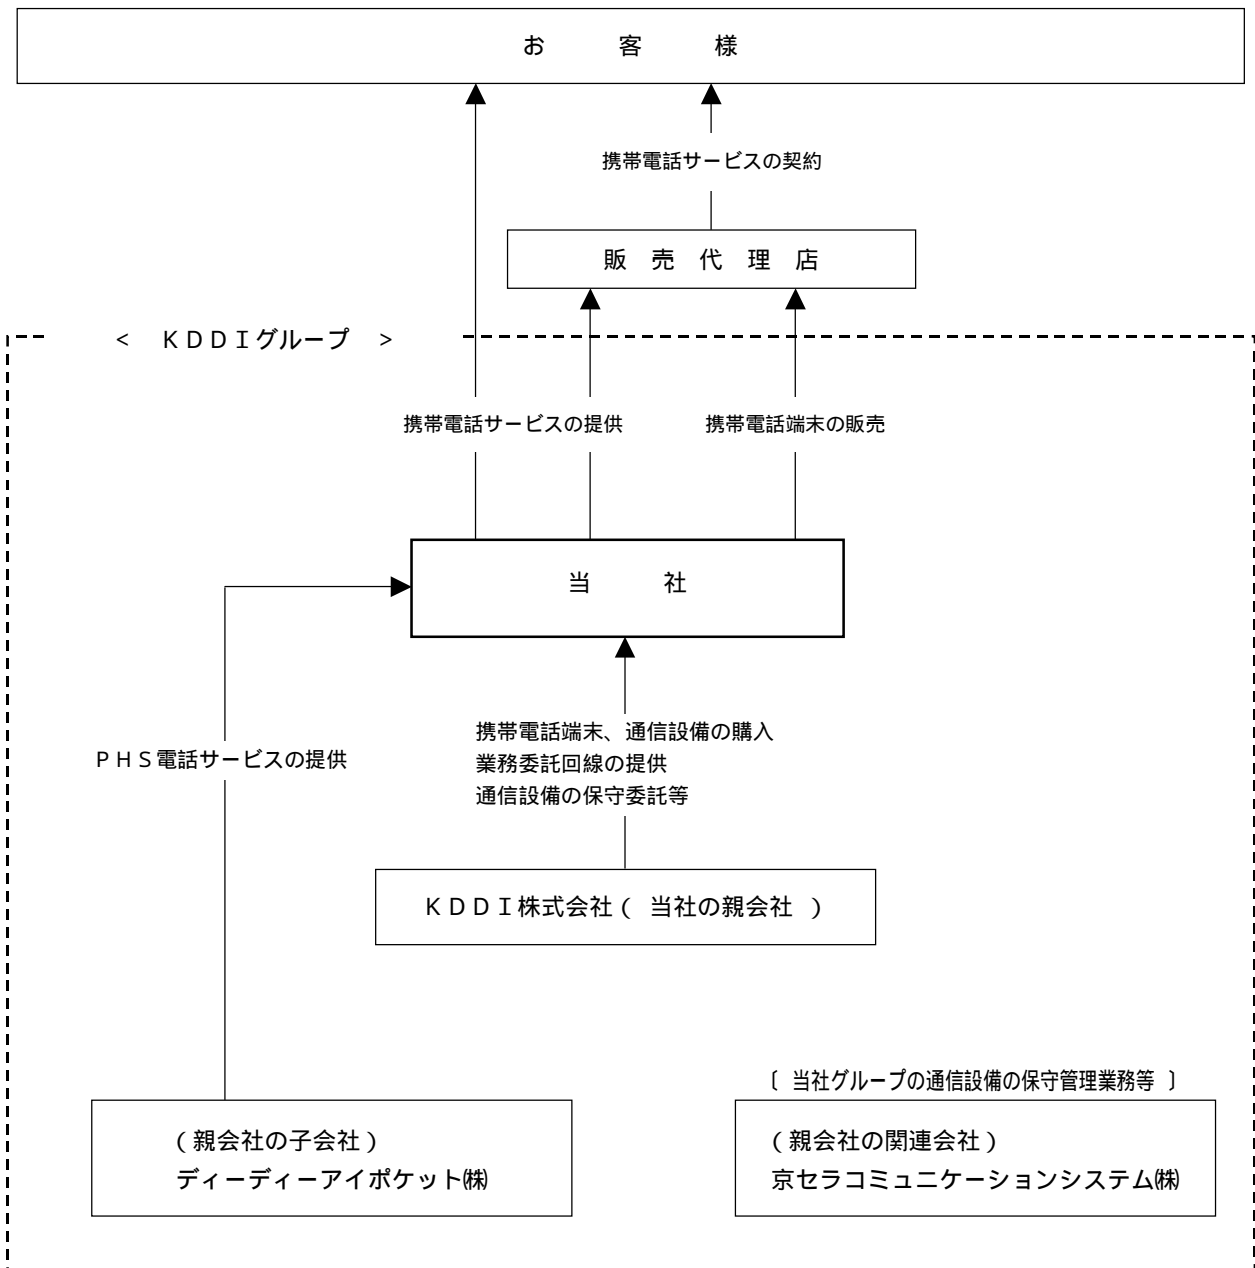 お　客　様
携帯電話サービスの契約
販 売 代 理 店
< ＫＤＤＩグループ >
携帯電話サービスの提供
携帯電話端末の販売
当　社
携帯電話端末、通信設備の購入
業務委託回線の提供
通信設備の保守委託等
ＰＨＳ電話サービスの提供
ＫＤＤＩ株式会社（ 当社の親会社 ）
〔 当社グループの通信設備の保守管理業務等 〕
（親会社の子会社）
ディーディーアイポケット㈱
（親会社の関連会社）
京セラコミュニケーションシステム㈱